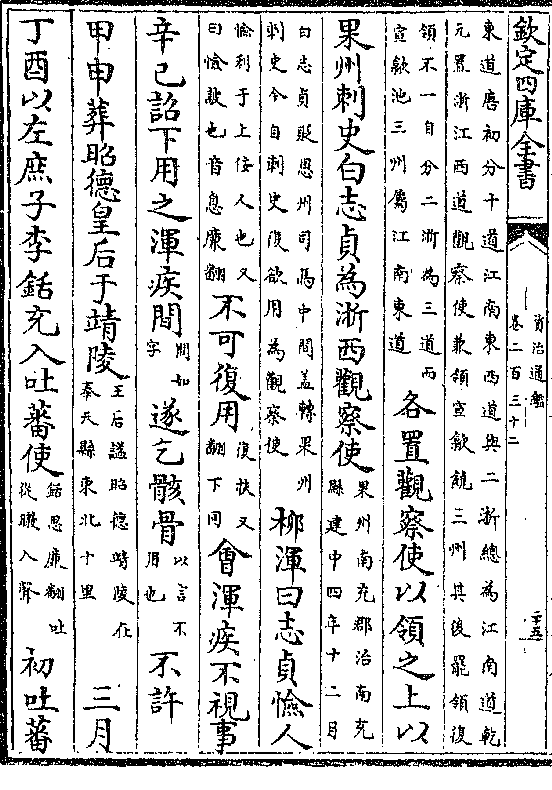 欽定四庫全書
資治通鑑
卷二百三十二
二十五
東道唐初分十道江南東西道與二浙總為江南道乾
元置浙江西道觀察使兼領宣歙饒三州其後罷領復
領不一自分二浙為三道而
宣歙池三州屬江南東道
各置觀察使以領之上以
果州刺史白志貞為浙西觀察使
果州南充郡治南充
縣建中四年十二月
白志貞貶恩州司馬中間蓋轉果州
刺史今自刺史復欲用為觀察使
柳渾曰志貞憸人
憸利于上佞人也又
曰憸詖也音息廉翻
不可復用
復扶又
翻下同
會渾疾不視事
辛已詔下用之渾疾間
間如
字
遂乞骸骨
以言不
用也
不許
甲申葬昭德皇后于靖陵
王后諡昭德靖陵在
奉天縣東北十里
三月
丁酉以左庶子李銛充入吐蕃使
銛思廉翻吐
從暾入聲
初吐蕃